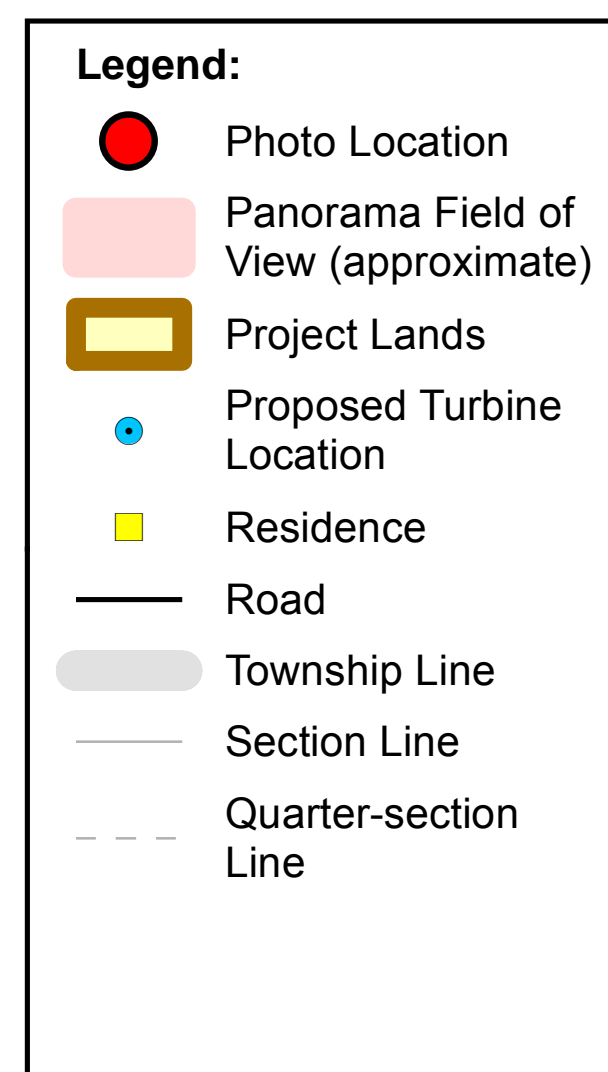 Legend:
Photo Location
Panorama Field of
View (approximate)
Project Lands
Proposed Turbine
Location
Residence
Road
Township Line
Section Line
Quarter-section
Line